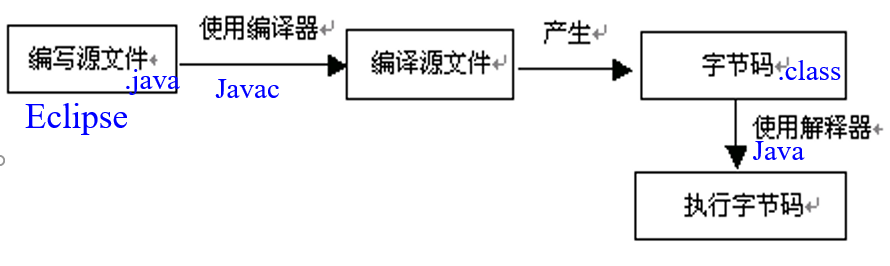 编写源文件
.java
Eclipse
使用编译器
Javac
编译源文件
产生
字节码
.class
使用解释器
Java
执行字节码